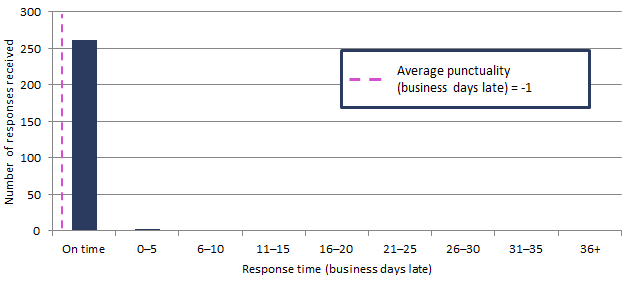 Number of responses received
300
250
200
150
100
50
0
Average punctuality
(business days late) = -1
On time 0–5 6–10 11–15 16–20 21–25 26–30 31–35 36+
Response time (business days late)